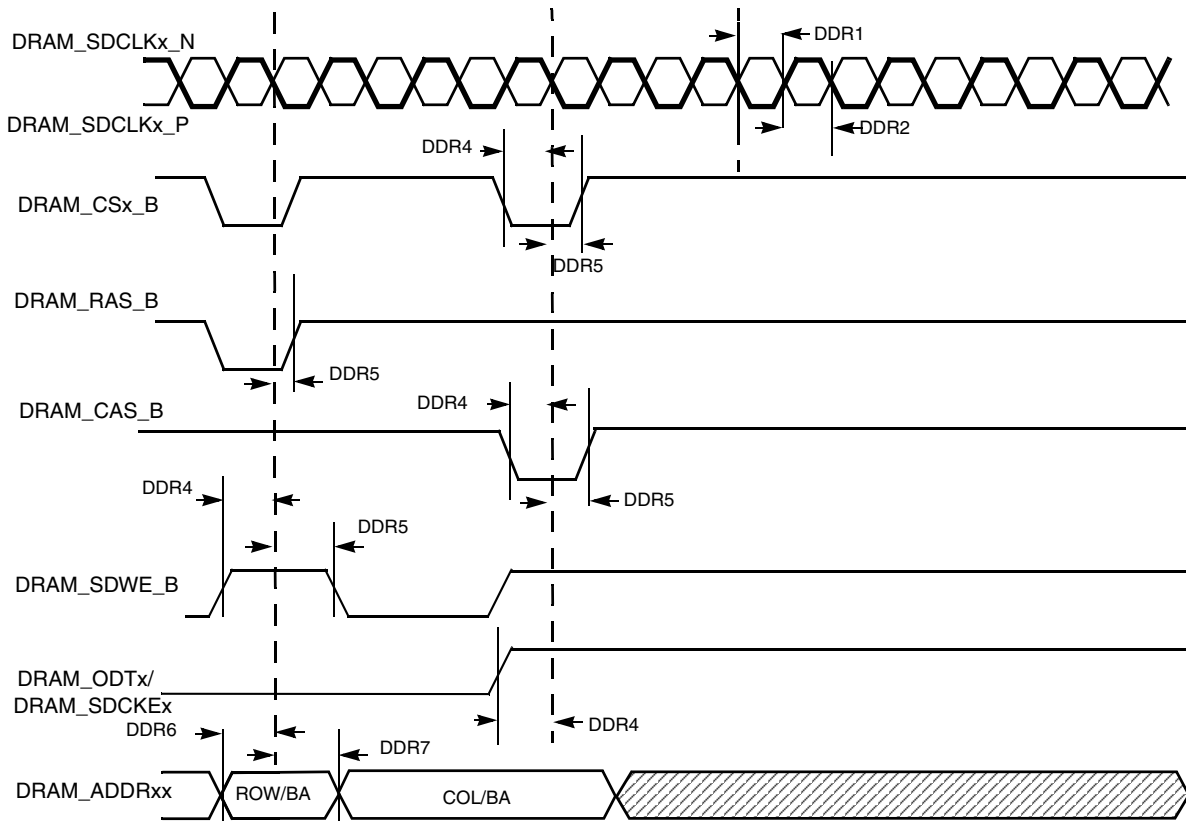 DRAM_SDCLKx_N
DDR1
DRAM_SDCLKx_P
DDR2
DDR4
DRAM_CSx_B
DDR5
DRAM_RAS_B
DDR5
DDR4
DRAM_CAS_B
DDR4
DDR5
DDR5
DRAM_SDWE_B
DRAM_ODTx/
DRAM_SDCKEx
DDR4
DDR6
DDR7
DRAM_ADDRxx
ROW/BA
COL/BA